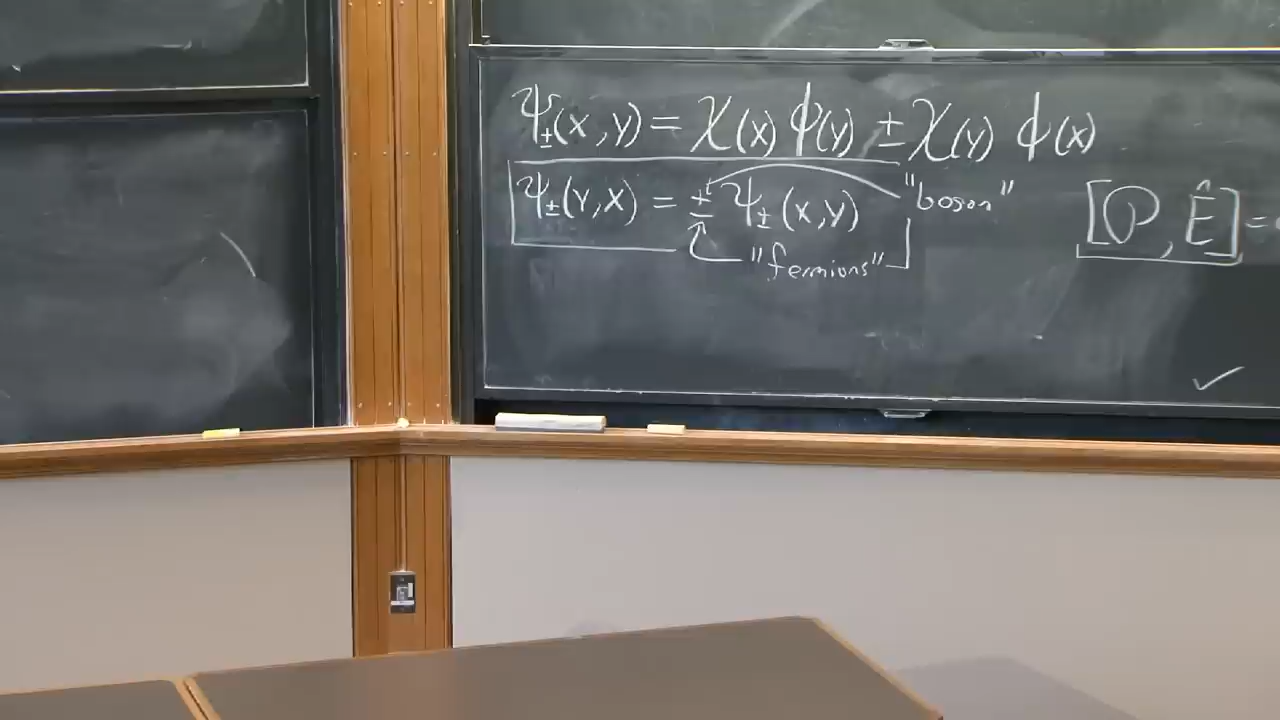 ψ±(x,y) = χ(x) φ(y) ± χ(y) φ(x)
ψ±(y,x) = ± ψ±(x,y)
"boson"
"fermions"
[𝒫, Ê] =